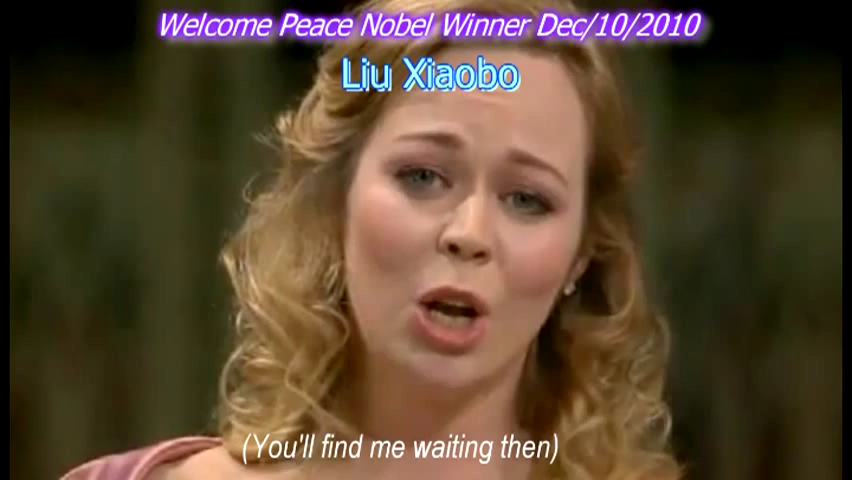 Welcome Peace Nobel Winner Dec/10/2010
Liu Xiaobo
(You'll find me waiting then)